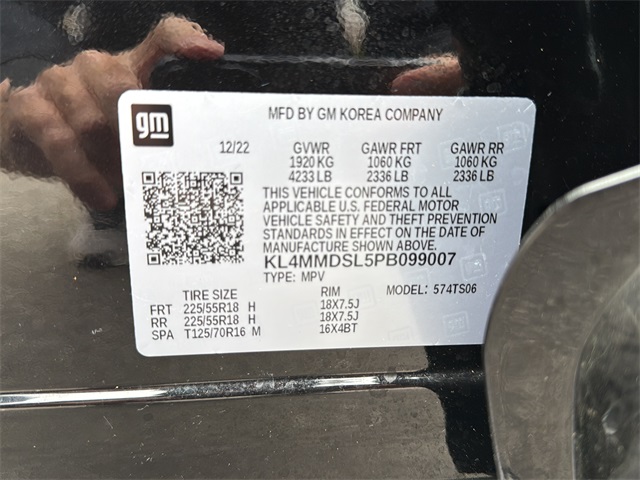 gm
MFD BY GM KOREA COMPANY
12/22 GVWR GAWR FRT GAWR RR
1920 KG 1060 KG 1060 KG
4233 LB 2336 LB 2336 LB
THIS VEHICLE CONFORMS TO ALL
APPLICABLE U.S. FEDERAL MOTOR
VEHICLE SAFETY AND THEFT PREVENTION
STANDARDS IN EFFECT ON THE DATE OF
MANUFACTURE SHOWN ABOVE.
KL4MMDSL5PB099007
TYPE: MPV
TIRE SIZE RIM MODEL: 574TS06
FRT 225/55R18 H 18X7.5J
RR 225/55R18 H 18X7.5J
SPA T125/70R16 M 16X4BT